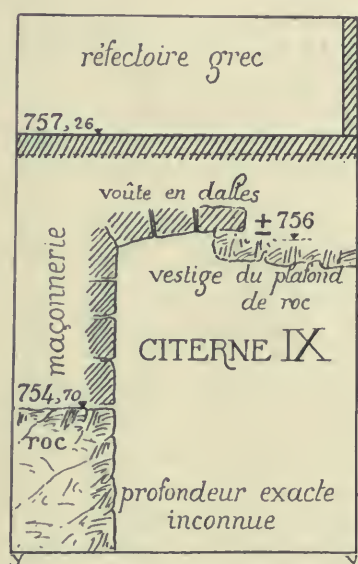 réfectoire grec
757,26
voûte en dalles
± 756
vestige du plafond
de roc
maçonnerie
CITERNE IX
754,70
roc
profondeur exacte
inconnue